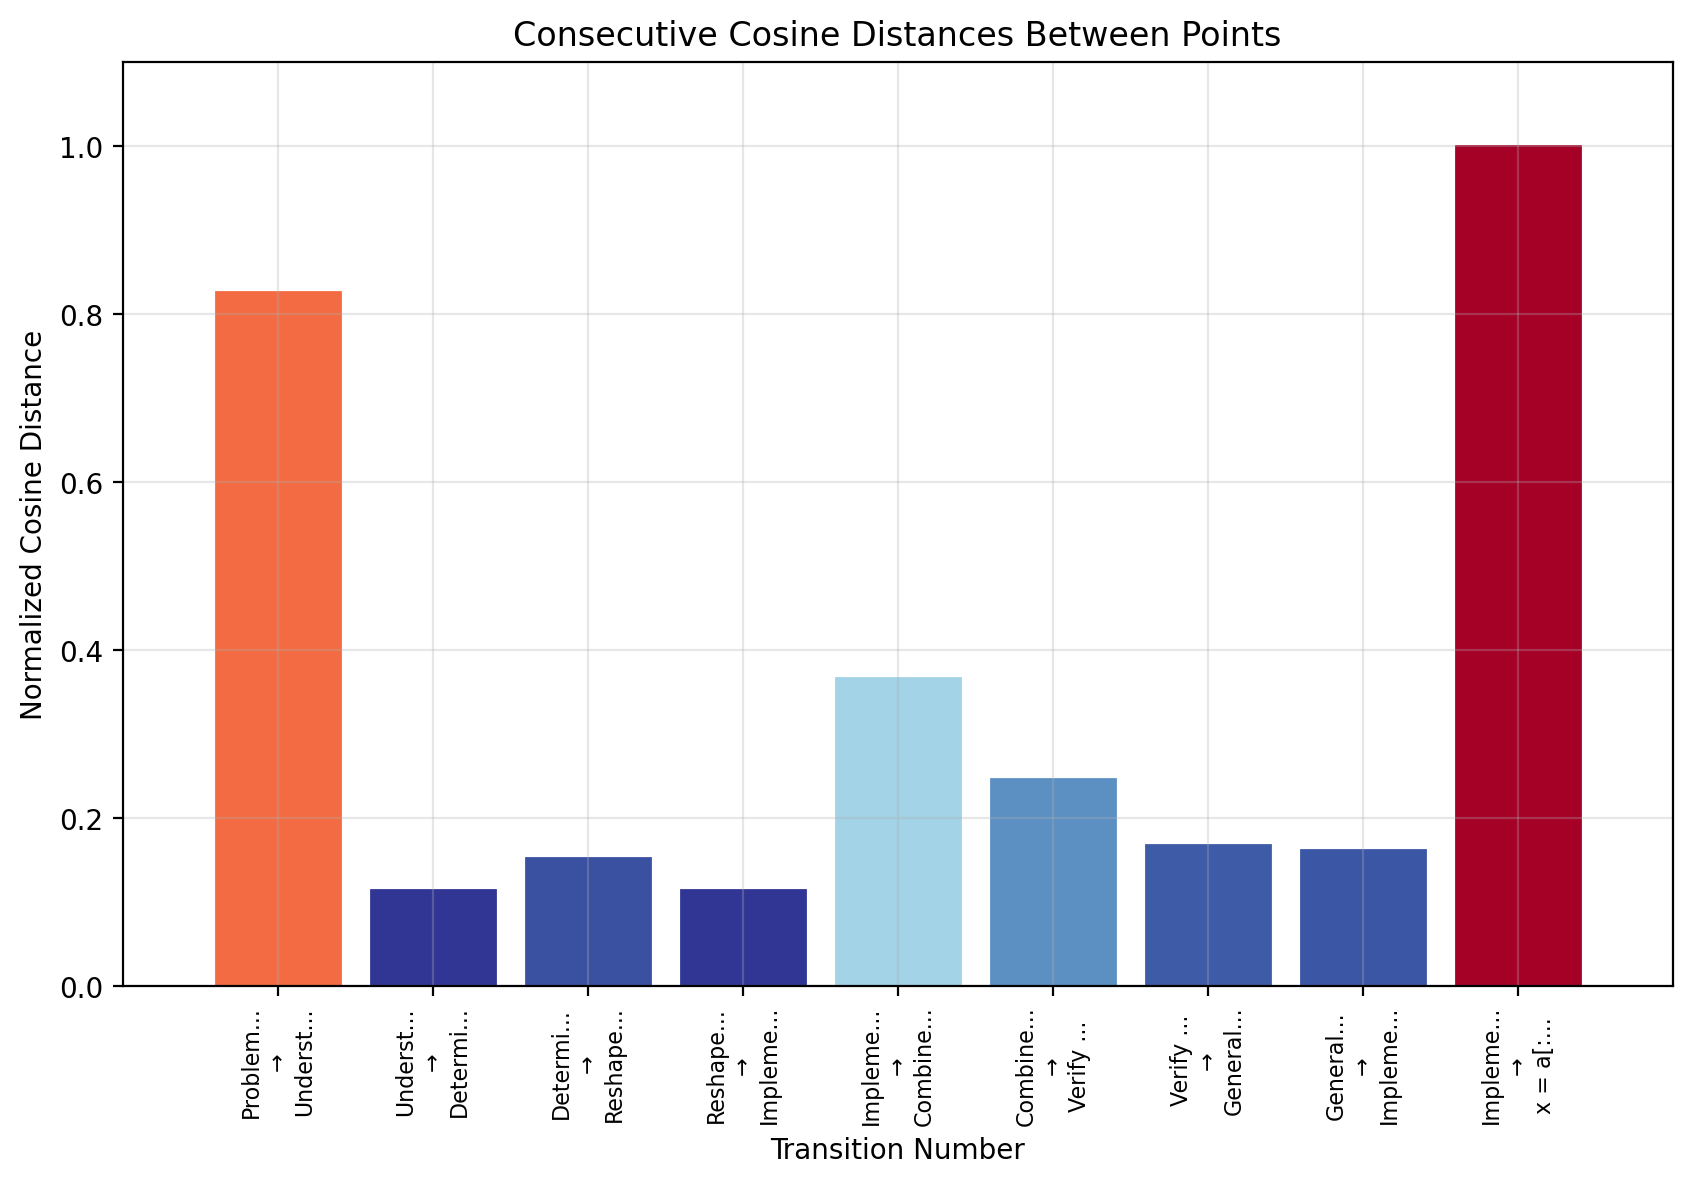 Consecutive Cosine Distances Between Points
Normalized Cosine Distance
1.0
0.8
0.6
0.4
0.2
0.0
Problem...
→
Underst...
Underst...
→
Determi...
Determi...
→
Reshape...
Reshape...
→
Impleme...
Impleme...
→
Combine...
Combine...
→
Verify ...
Verify ...
→
General...
General...
→
Impleme...
Impleme...
→
x = a[:...
Transition Number